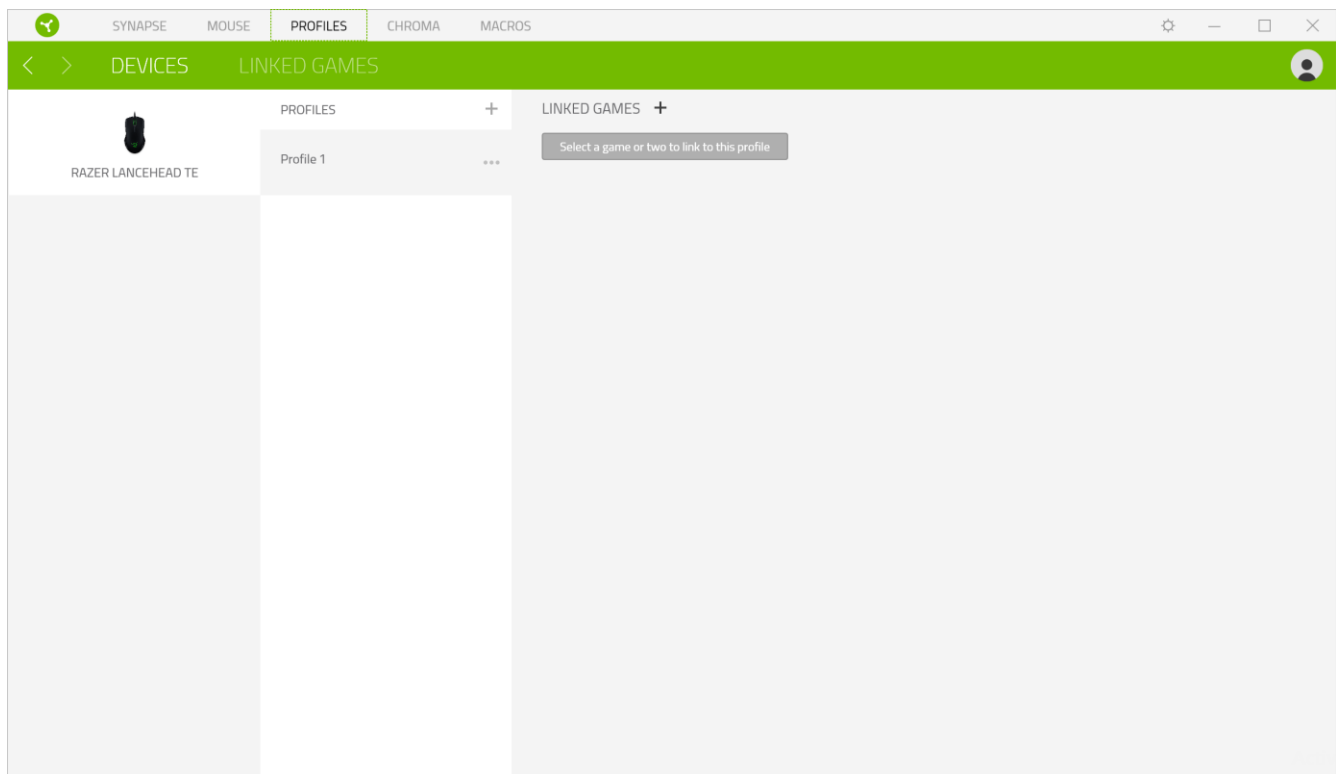 SYNAPSE MOUSE PROFILES CHROMA MACROS
DEVICES LINKED GAMES
PROFILES
LINKED GAMES
Select a game or two to link to this profile
Profile 1
RAZER LANCEHEAD TE